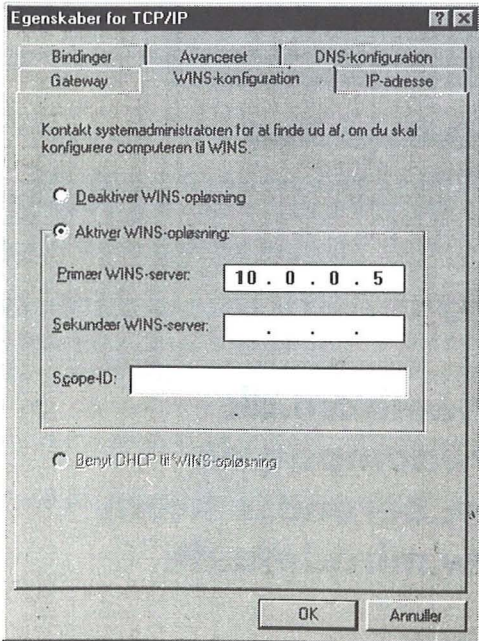 Egenskaber for TCP/IP
Bindinger Avanceret DNS-konfiguration
Gateway WINS-konfiguration IP-adresse
Kontakt systemadministratoren for at finde ud af, om du skal
konfigurere computeren til WINS.
Deaktiver WINS-opløsning
Aktiver WINS-opløsning:
Primær WINS-server: 10 . 0 . 0 . 5
Sekundær WINS-server: . . .
Scope-ID:
Benyt DHCP til WINS-opløsning
OK Annuller